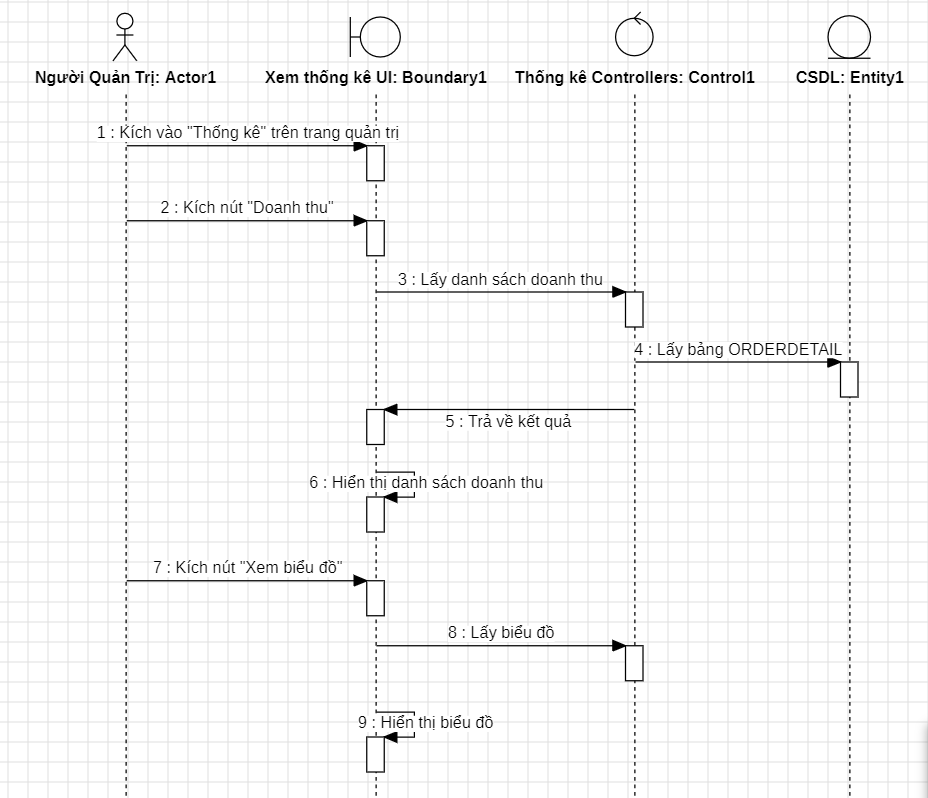 Người Quản Trị: Actor1
Xem thống kê UI: Boundary1
Thống kê Controllers: Control1
CSDL: Entity1
1 : Kích vào "Thống kê" trên trang quản trị
2 : Kích nút "Doanh thu"
3 : Lấy danh sách doanh thu
4 : Lấy bảng ORDERDETAIL
5 : Trả về kết quả
6 : Hiển thị danh sách doanh thu
7 : Kích nút "Xem biểu đồ"
8 : Lấy biểu đồ
9 : Hiển thị biểu đồ